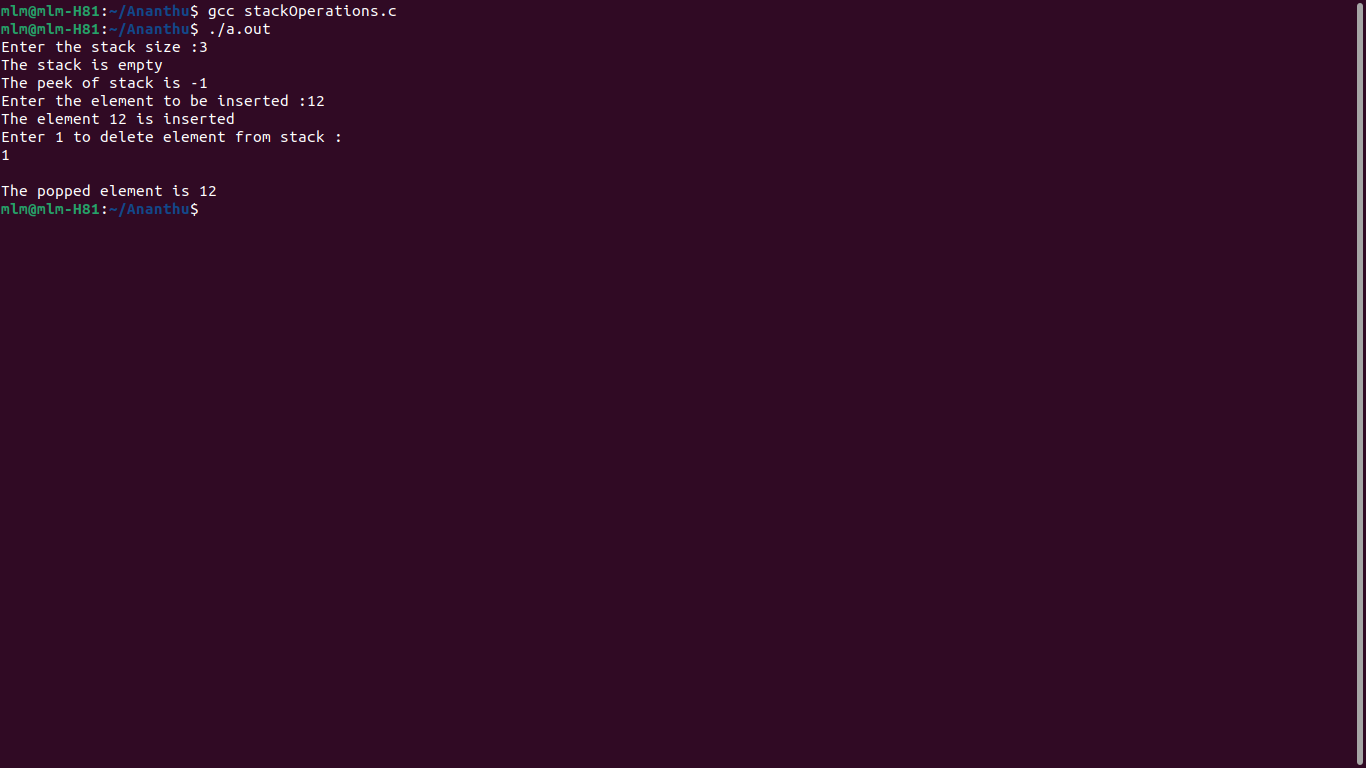 mlm@mlm-H81:~/Ananthu$ gcc stackOperations.c
mlm@mlm-H81:~/Ananthu$ ./a.out
Enter the stack size :3
The stack is empty
The peek of stack is -1
Enter the element to be inserted :12
The element 12 is inserted
Enter 1 to delete element from stack :
1
The popped element is 12
mlm@mlm-H81:~/Ananthu$